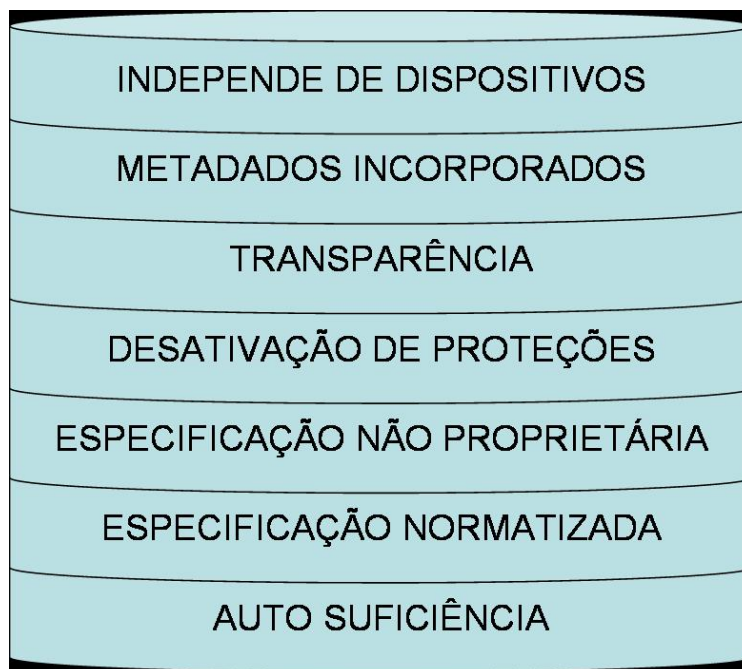 INDEPENDE DE DISPOSITIVOS
METADADOS INCORPORADOS
TRANSPARÊNCIA
DESATIVAÇÃO DE PROTEÇÕES
ESPECIFICAÇÃO NÃO PROPRIETÁRIA
ESPECIFICAÇÃO NORMATIZADA
AUTO SUFICIÊNCIA